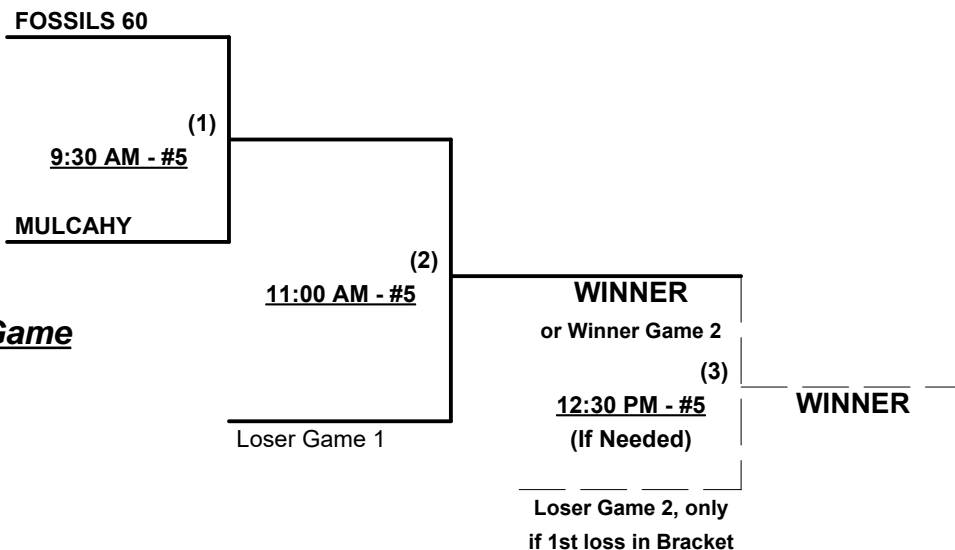 FOSSILS 60
(1)
9:30 AM - #5
MULCAHY
(2)
11:00 AM - #5
WINNER
or Winner Game 2
Game
(3)
12:30 PM - #5
WINNER
(If Needed)
Loser Game 1
Loser Game 2, only
if 1st loss in Bracket